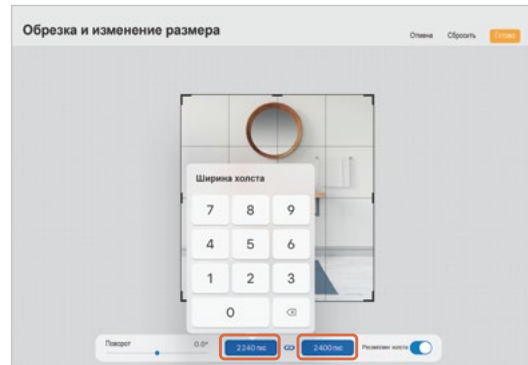 Обрезка и изменение размера
Отмена Сбросить Готово
Ширина холста
7 8 9
4 5 6
1 2 3
0
Поворот 0.0° 2240 пкс 2400 пкс Ресемплинг холста